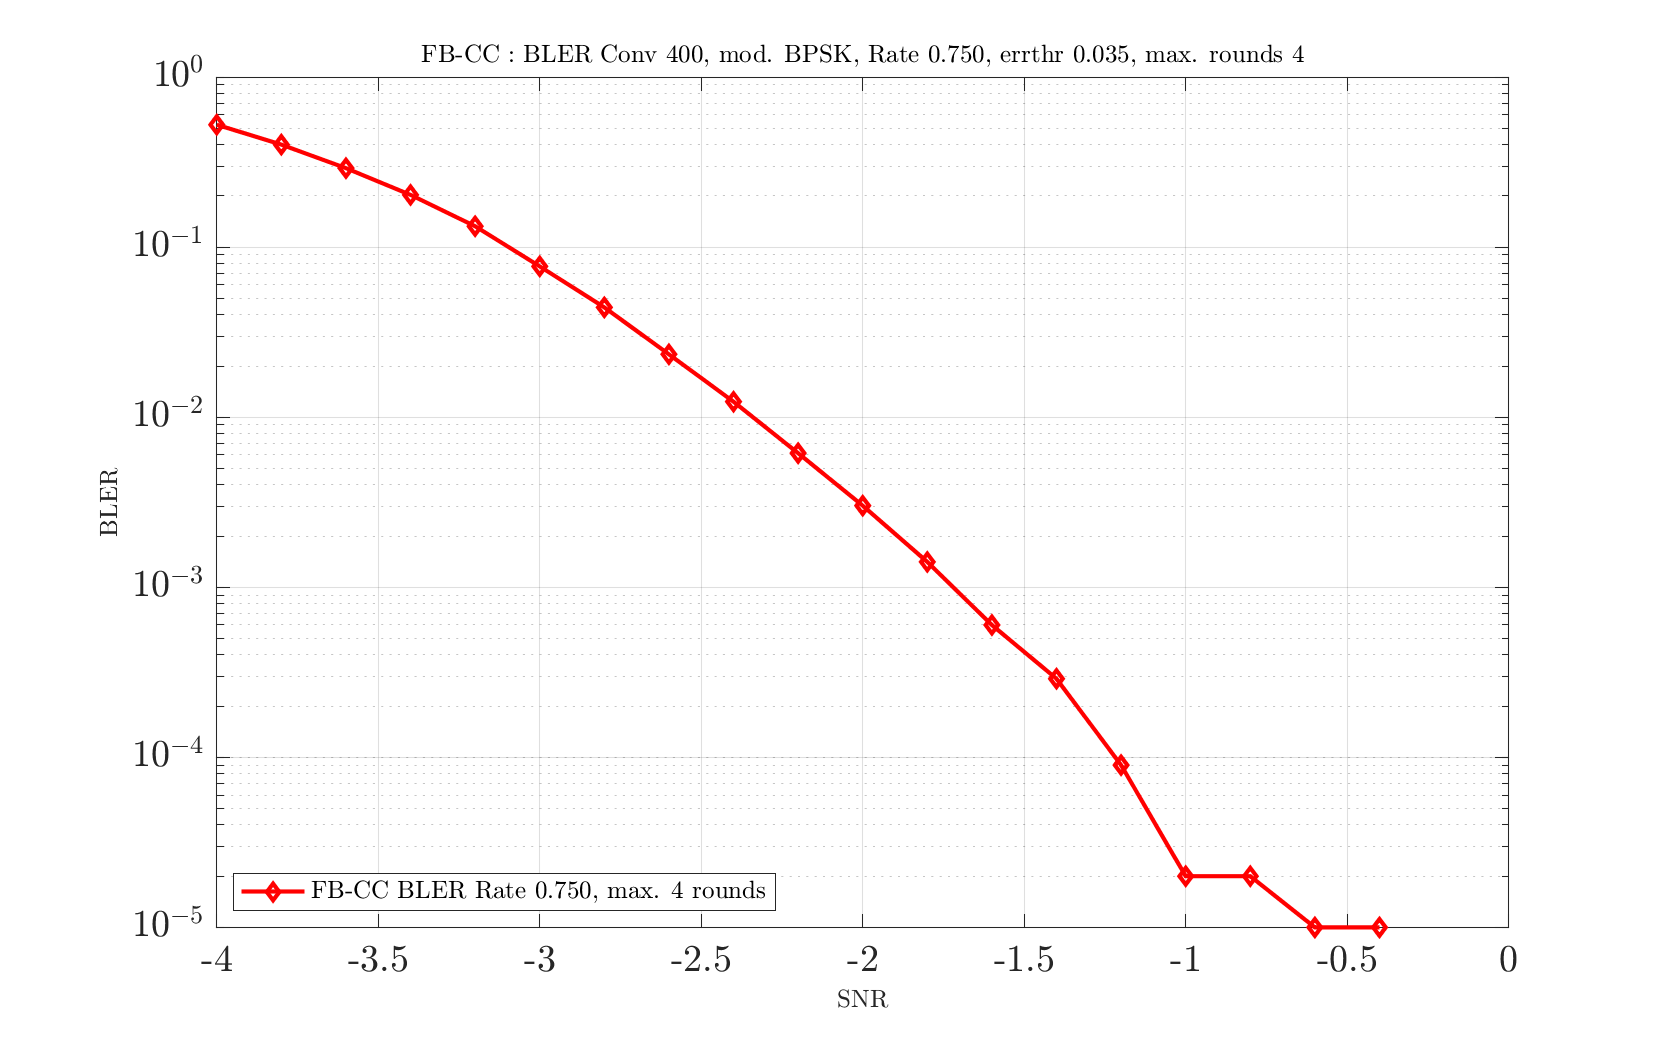 FB-CC : BLER Conv 400, mod. BPSK, Rate 0.750, errthr 0.035, max. rounds 4
10^0
10^-1
10^-2
10^-3
10^-4
10^-5
BLER
FB-CC BLER Rate 0.750, max. 4 rounds
-4 -3.5 -3 -2.5 -2 -1.5 -1 -0.5 0
SNR